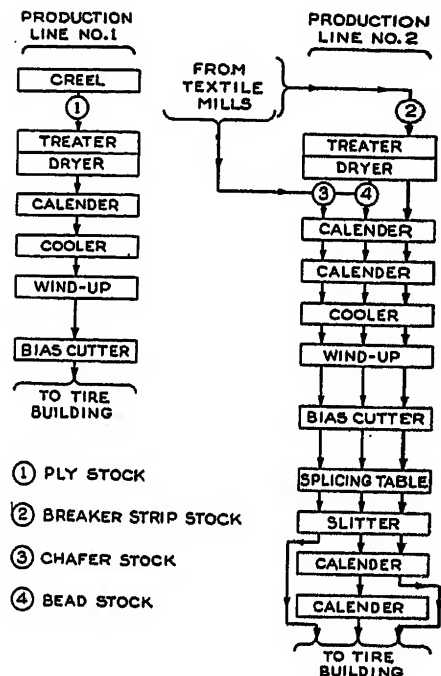 PRODUCTION
LINE NO.1
CREEL
1
TREATER
DRYER
CALENDER
COOLER
WIND-UP
BIAS CUTTER
TO TIRE
BUILDING
1 PLY STOCK
2 BREAKER STRIP STOCK
3 CHAFER STOCK
4 BEAD STOCK
FROM
TEXTILE
MILLS
PRODUCTION
LINE NO.2
2
TREATER
DRYER
3 4
CALENDER
CALENDER
COOLER
WIND-UP
BIAS CUTTER
SPLICING TABLE
SLITTER
CALENDER
CALENDER
TO TIRE
BUILDING